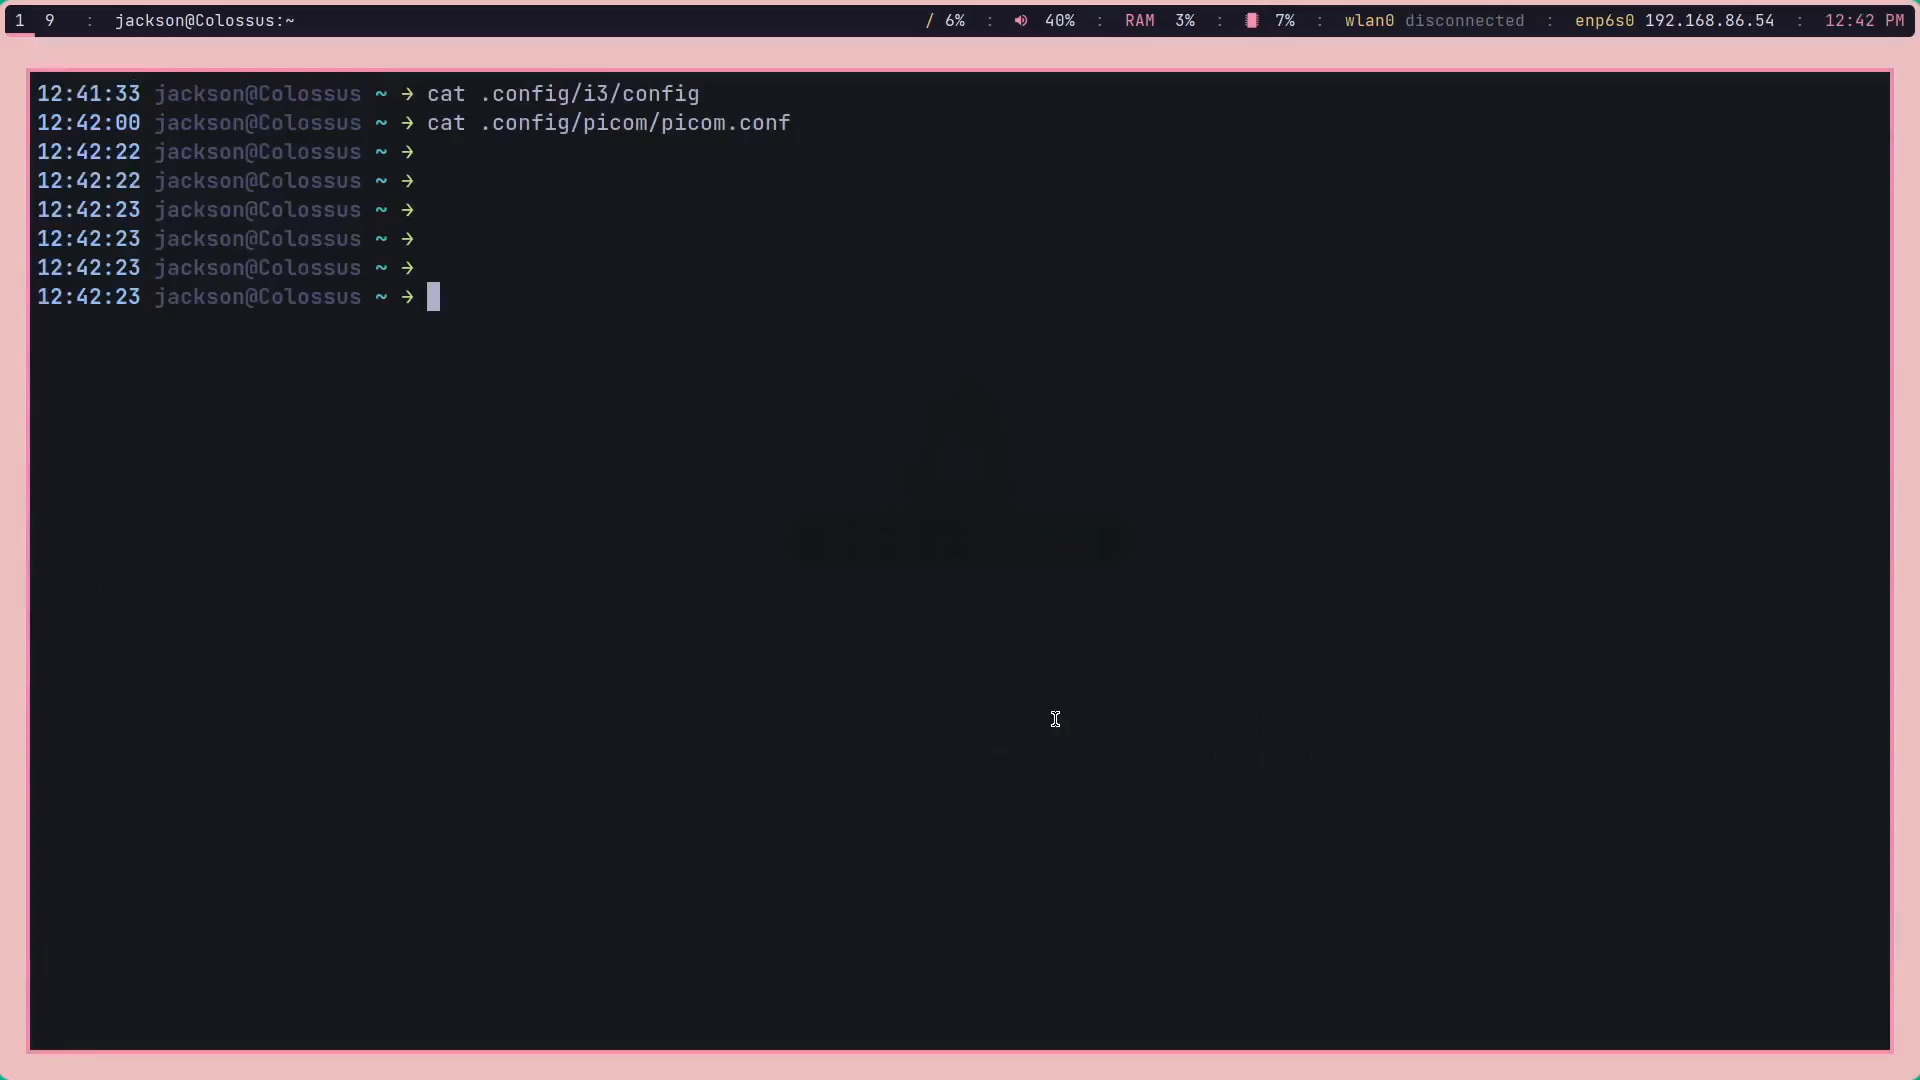 1 9 : jackson@Colossus:~ / 6% : 40% : RAM 3% : 7% : wlan0 disconnected : enp6s0 192.168.86.54 : 12:42 PM
12:41:33 jackson@Colossus ~ → cat .config/i3/config
12:42:00 jackson@Colossus ~ → cat .config/picom/picom.conf
12:42:22 jackson@Colossus ~ →
12:42:22 jackson@Colossus ~ →
12:42:23 jackson@Colossus ~ →
12:42:23 jackson@Colossus ~ →
12:42:23 jackson@Colossus ~ →
12:42:23 jackson@Colossus ~ →